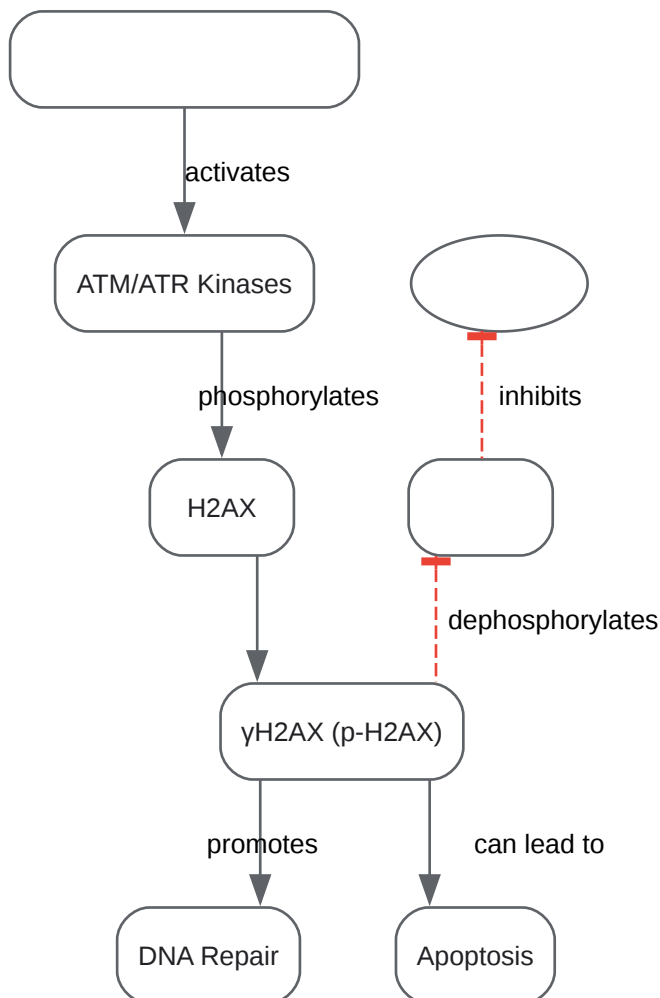 activates
ATM/ATR Kinases
phosphorylates
inhibits
H2AX
dephosphorylates
γH2AX (p-H2AX)
promotes
can lead to
DNA Repair
Apoptosis